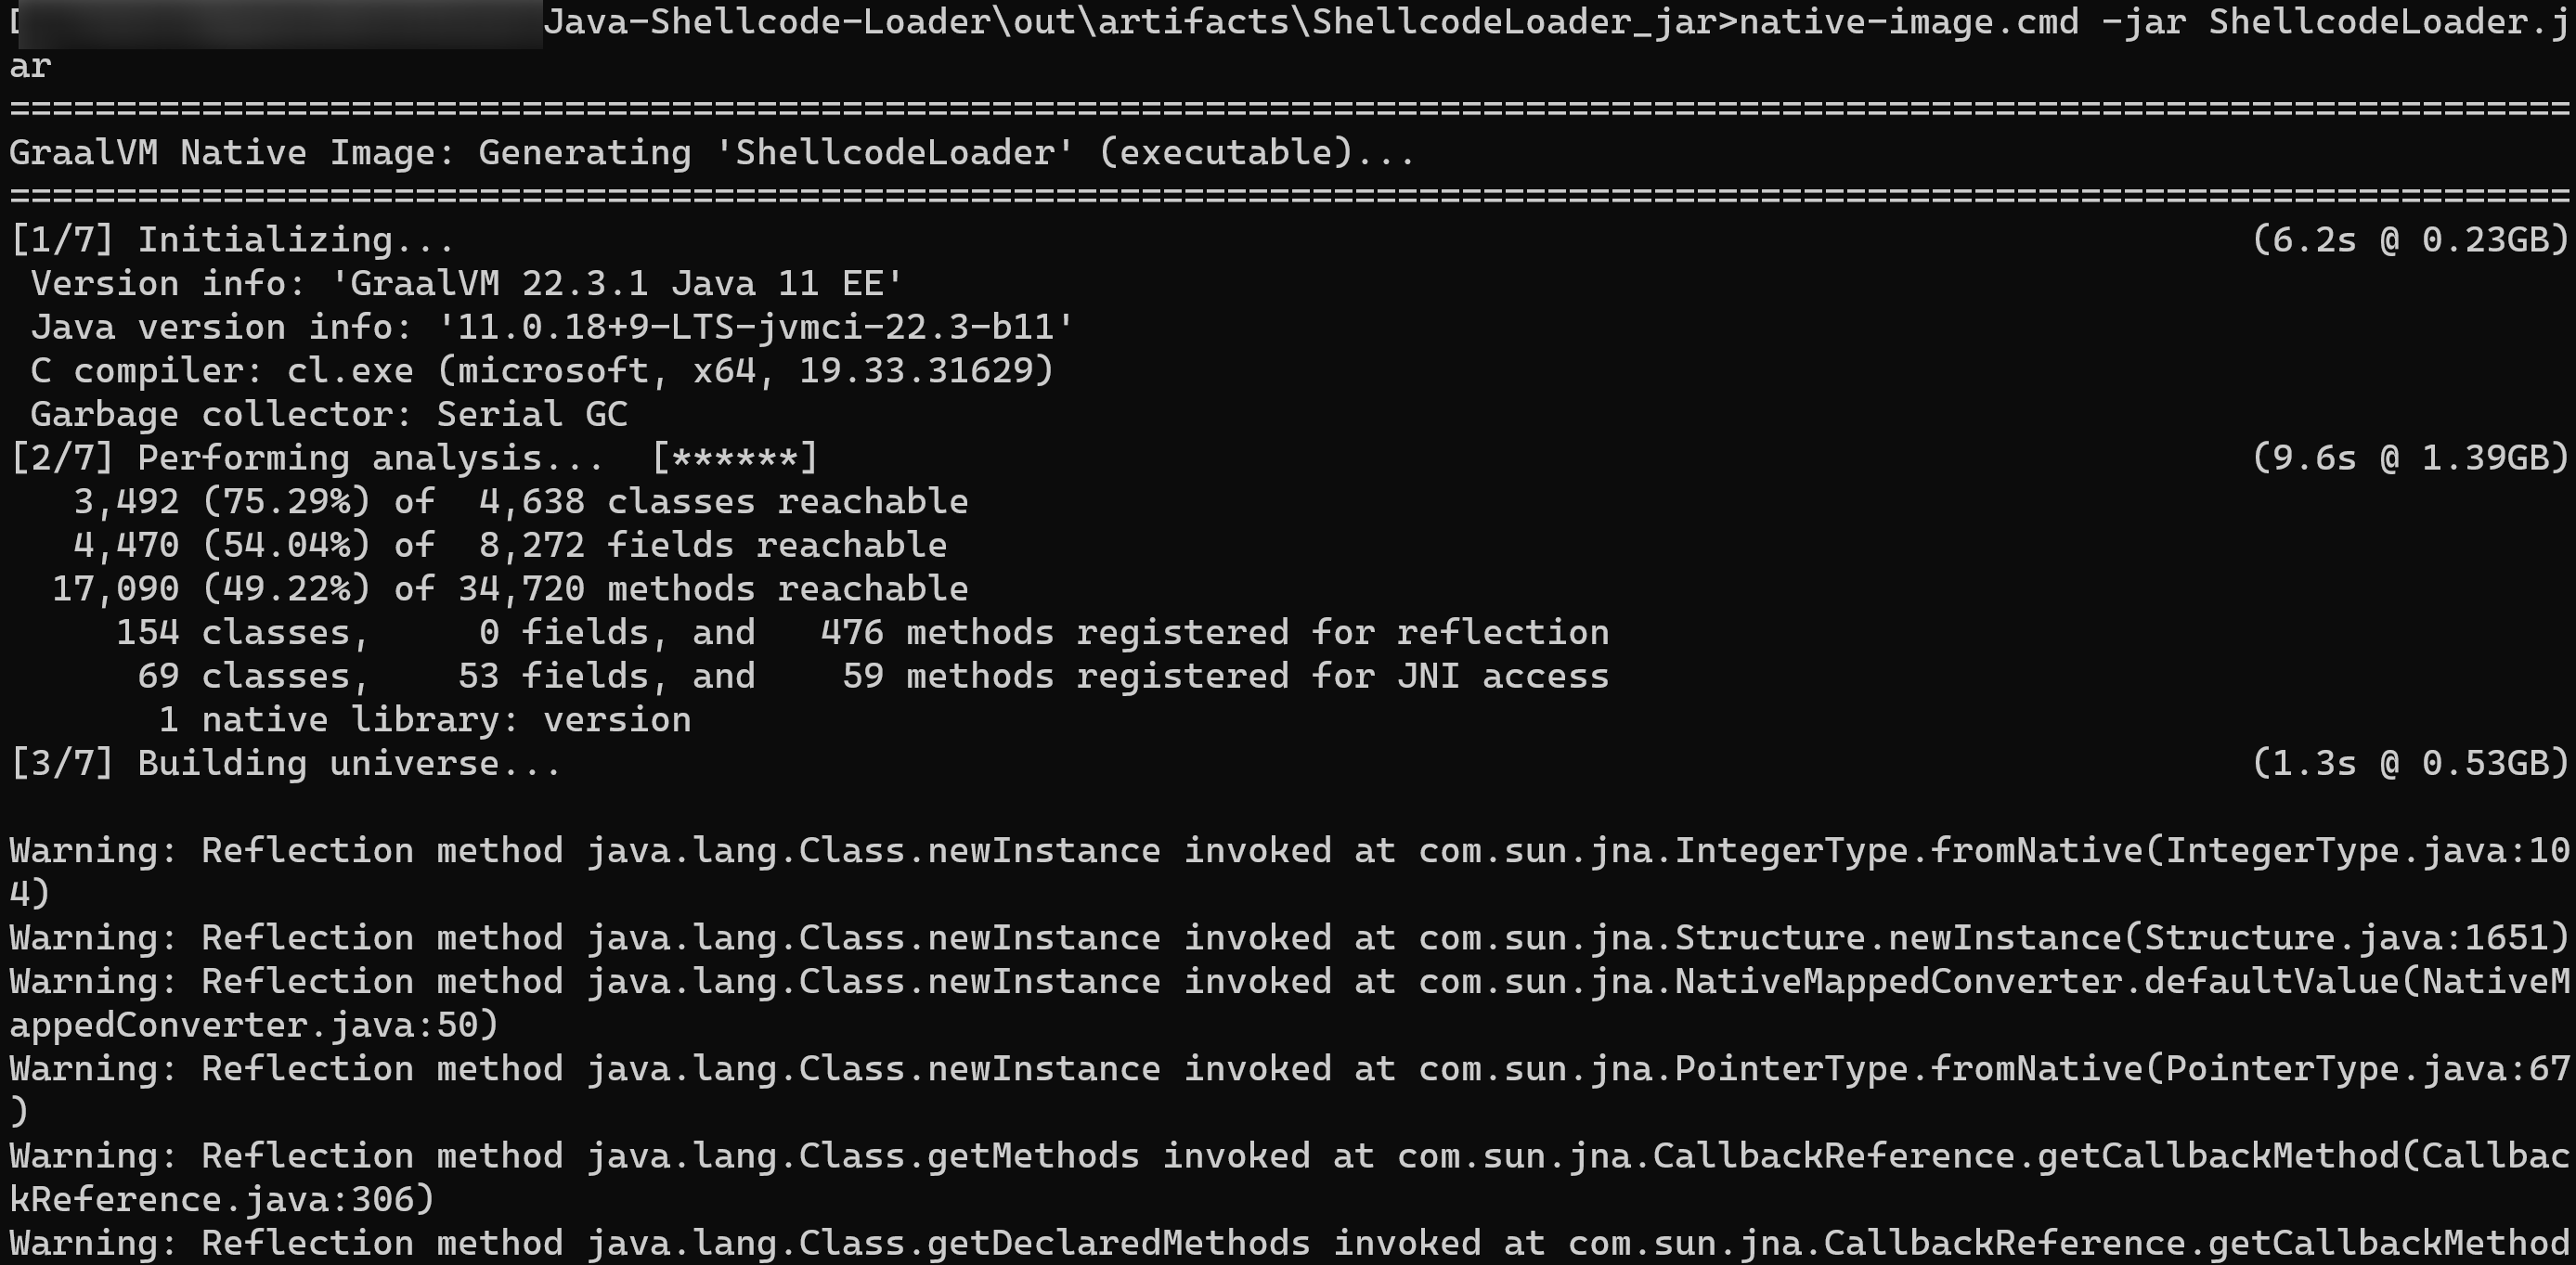 Java-Shellcode-Loader\out\artifacts\ShellcodeLoader_jar>native-image.cmd -jar ShellcodeLoader.j
ar
========================================================================================================================
GraalVM Native Image: Generating 'ShellcodeLoader' (executable)...
========================================================================================================================
[1/7] Initializing...                                                                                    (6.2s @ 0.23GB)
 Version info: 'GraalVM 22.3.1 Java 11 EE'
 Java version info: '11.0.18+9-LTS-jvmci-22.3-b11'
 C compiler: cl.exe (microsoft, x64, 19.33.31629)
 Garbage collector: Serial GC
[2/7] Performing analysis...  [******]                                                                   (9.6s @ 1.39GB)
   3,492 (75.29%) of  4,638 classes reachable
   4,470 (54.04%) of  8,272 fields reachable
  17,090 (49.22%) of 34,720 methods reachable
     154 classes,     0 fields, and   476 methods registered for reflection
      69 classes,    53 fields, and    59 methods registered for JNI access
       1 native library: version
[3/7] Building universe...                                                                               (1.3s @ 0.53GB)
Warning: Reflection method java.lang.Class.newInstance invoked at com.sun.jna.IntegerType.fromNative(IntegerType.java:10
4)
Warning: Reflection method java.lang.Class.newInstance invoked at com.sun.jna.Structure.newInstance(Structure.java:1651)
Warning: Reflection method java.lang.Class.newInstance invoked at com.sun.jna.NativeMappedConverter.defaultValue(NativeM
appedConverter.java:50)
Warning: Reflection method java.lang.Class.newInstance invoked at com.sun.jna.PointerType.fromNative(PointerType.java:67
)
Warning: Reflection method java.lang.Class.getMethods invoked at com.sun.jna.CallbackReference.getCallbackMethod(Callbac
kReference.java:306)
Warning: Reflection method java.lang.Class.getDeclaredMethods invoked at com.sun.jna.CallbackReference.getCallbackMethod